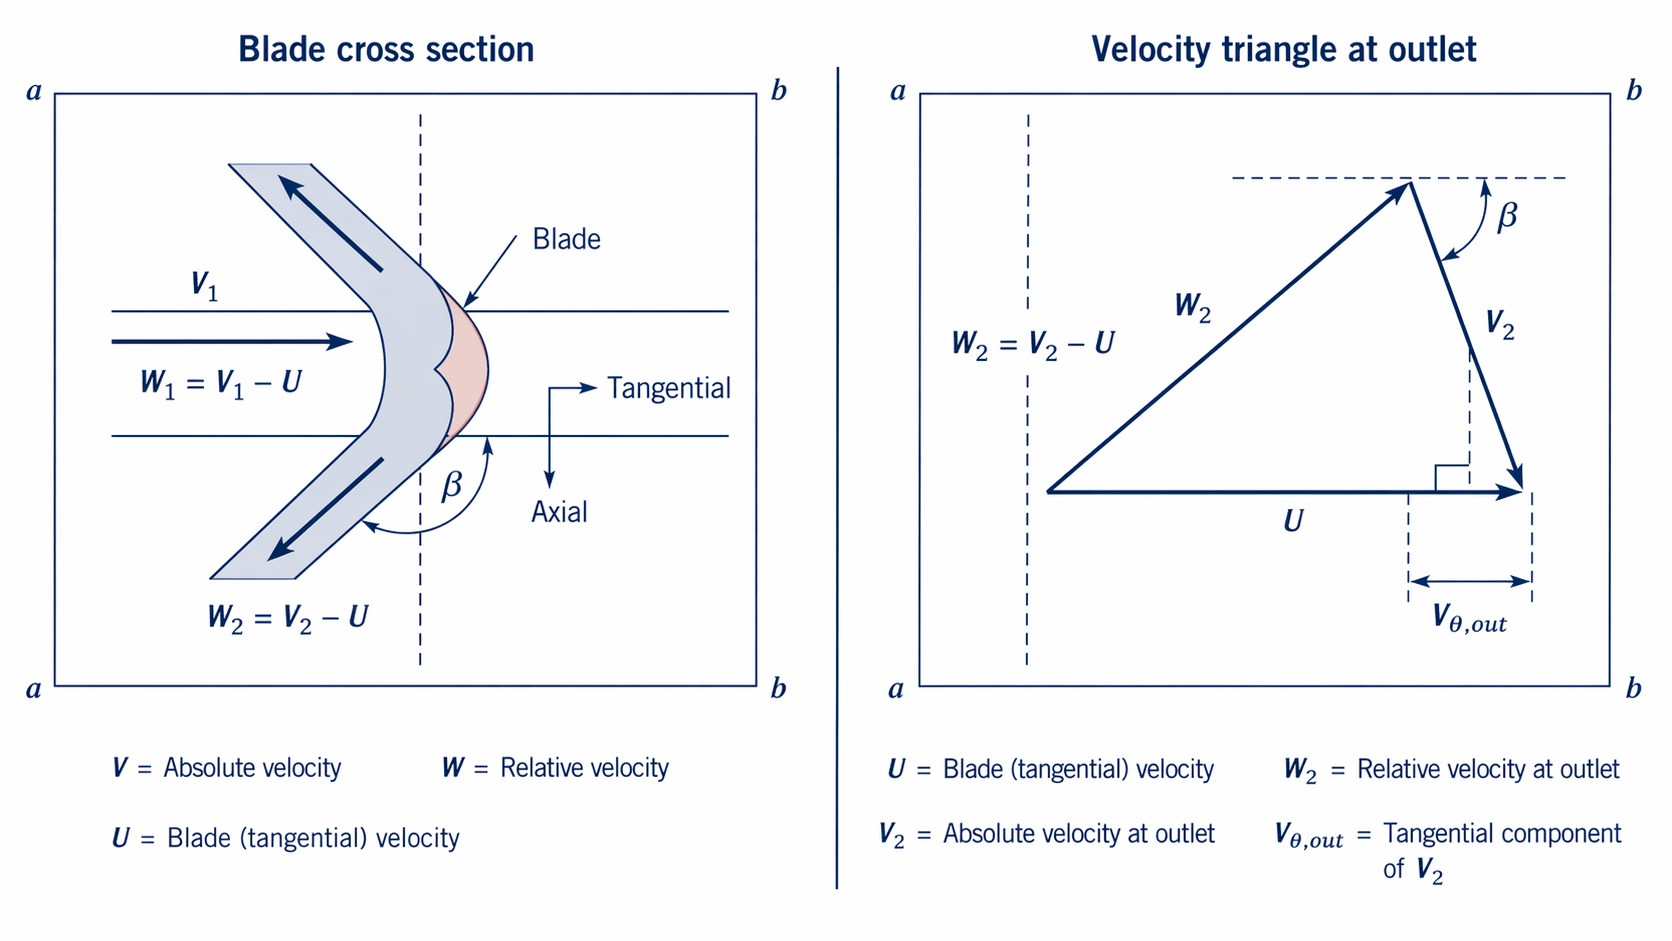 Blade cross section
a
b
V₁
W₁ = V₁ – U
Blade
Tangential
Axial
β
W₂ = V₂ – U
a
b
V = Absolute velocity
W = Relative velocity
U = Blade (tangential) velocity
Velocity triangle at outlet
a
b
β
W₂
V₂
W₂ = V₂ – U
U
Vθ,out
a
b
U = Blade (tangential) velocity
W₂ = Relative velocity at outlet
V₂ = Absolute velocity at outlet
Vθ,out = Tangential component
of V₂